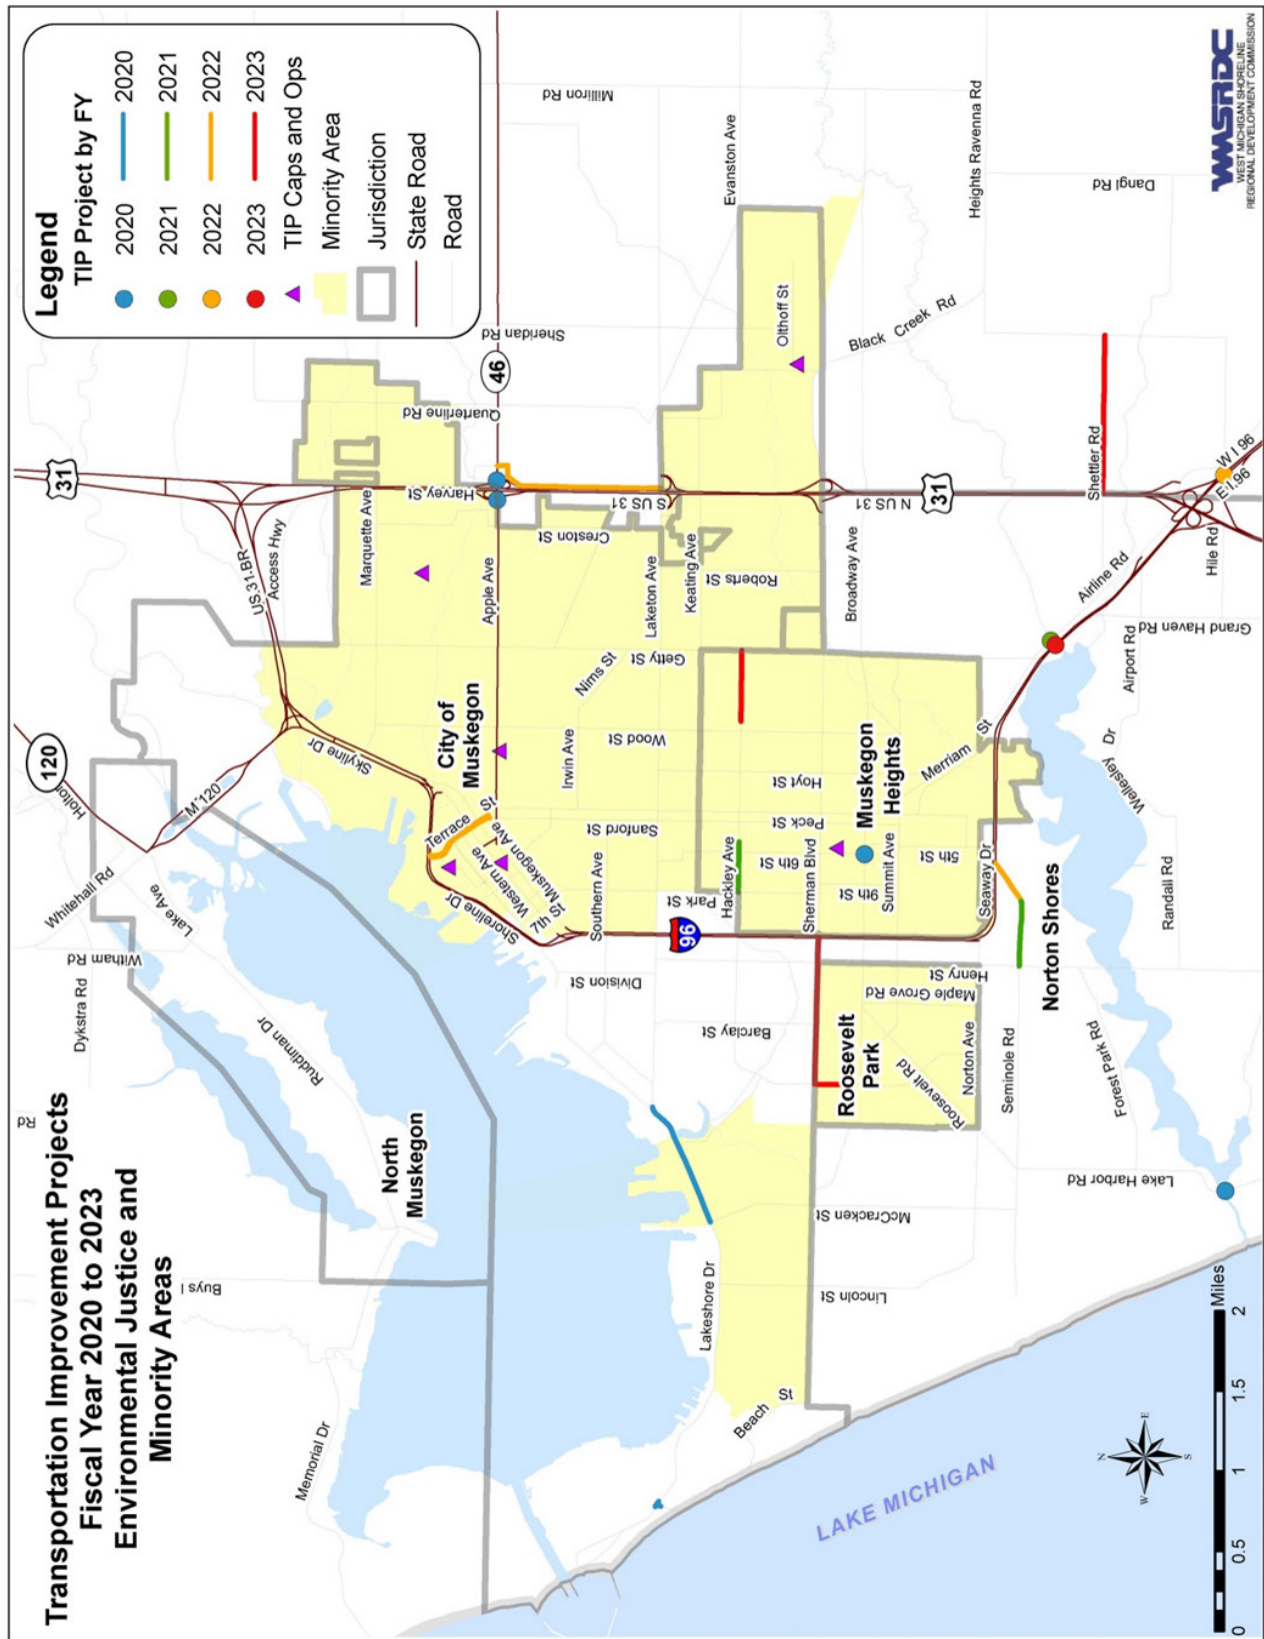 Transportation Improvement Projects
Fiscal Year 2020 to 2023
Environmental Justice and
Minority Areas
Legend
TIP Project by FY
2020
2020
2021
2021
2022
2022
2023
2023
TIP Caps and Ops
Minority Area
Jurisdiction
State Road
Road
Rd
Buys
Memorial Dr
Dykstra Rd
Witham Rd
Whitehall Rd
Lake Ave
Ruddiman Dr
North
Muskegon
120
M 120
Skyline Dr
US 31-BR
Access Hwy
31
Marquette Ave
Harvey St
Quarterline Rd
46
Sheridan Rd
Milliron Rd
City of
Muskegon
Apple Ave
Terrace St
Western Ave
Muskegon Ave
7th St
Shoreline Dr
Southern Ave
Irwin Ave
Nims St
Wood St
Sanford St
Creston St
S US 31
Laketon Ave
Keating Ave
Getty St
Roberts St
Evanston Ave
Olthoff St
Black Creek Rd
Heights Ravenna Rd
Dangl Rd
Division St
Park St
96
Hackley Ave
Barclay St
Lakeshore Dr
Beach St
Sherman Blvd
6th St
9th St
5th St
Peck St
Hoyt St
Summit Ave
Merriam St
Muskegon
Heights
Broadway Ave
N US 31
31
Roosevelt
Park
Maple Grove Rd
Henry St
Roosevelt Rd
Norton Ave
McCracken St
Lincoln St
Seminole Rd
Seaway Dr
Norton Shores
Forest Park Rd
Lake Harbor Rd
Randall Rd
Wellesley Dr
Airport Rd
Grand Haven Rd
Airline Rd
Shettler Rd
Hile Rd
W I 96
E I 96
LAKE MICHIGAN
N
W
E
S
0
0.5
1
1.5
2
Miles
WMSRDC
WEST MICHIGAN SHORELINE
REGIONAL DEVELOPMENT COMMISSION